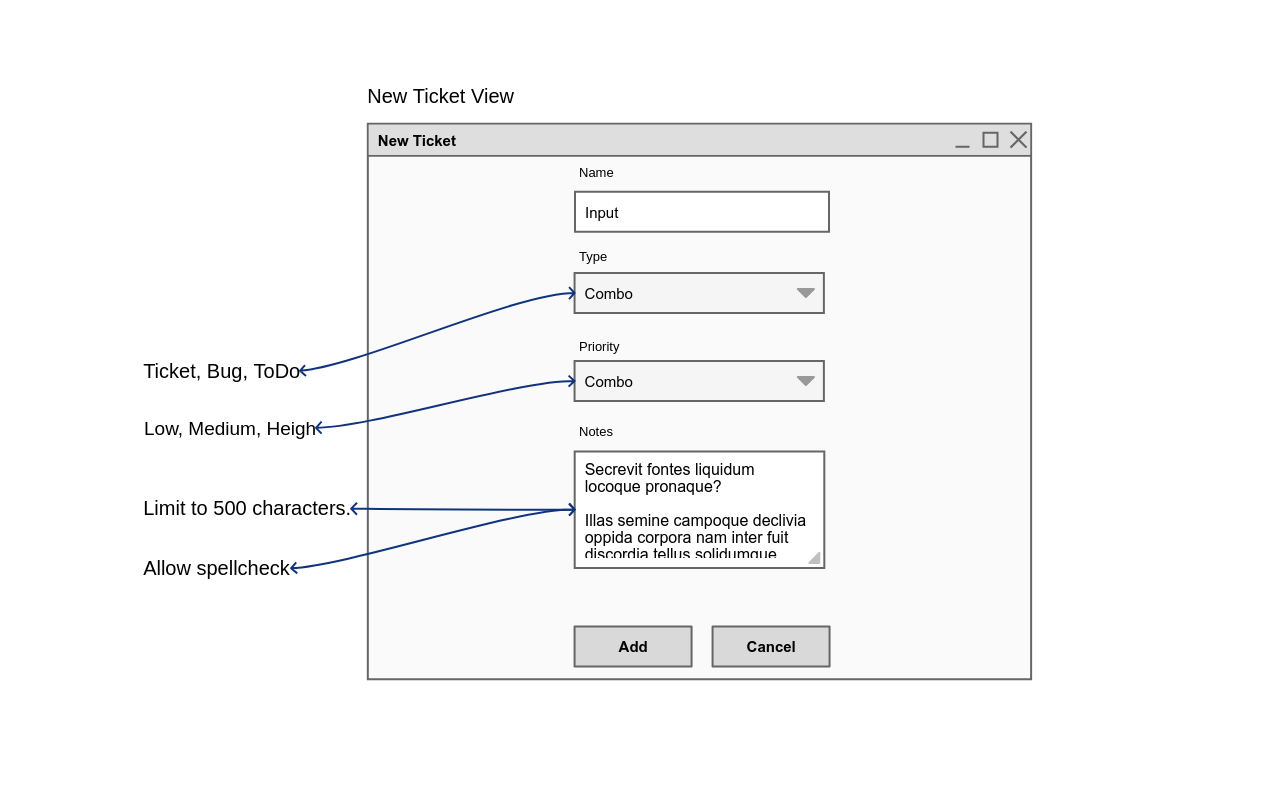 New Ticket View
New Ticket
Name
Input
Type
Combo
Ticket, Bug, ToDo
Priority
Combo
Low, Medium, Heigh
Notes
Secrevit fontes liquidum
locoque pronaque?
Illas semine campoque declivia
oppida corpora nam inter fuit
discordia tellus solidumque
Limit to 500 characters.
Allow spellcheck
Add
Cancel